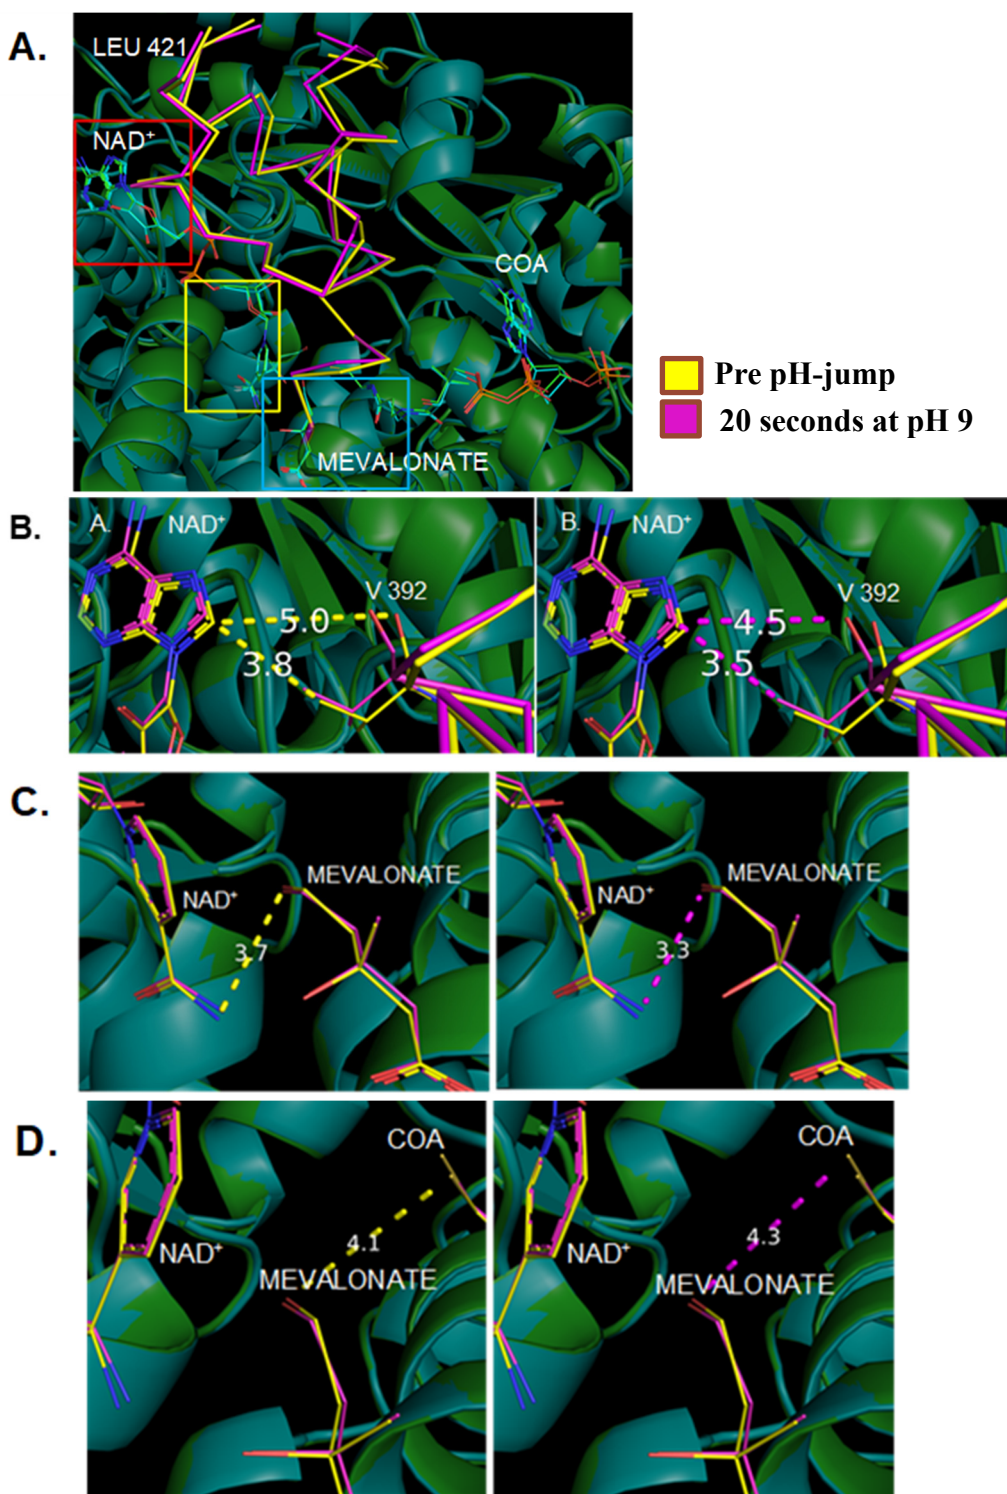 A.
LEU 421
NAD⁺
COA
MEVALONATE
Pre pH-jump
20 seconds at pH 9
B.
A.
NAD⁺
V 392
5.0
3.8
B.
NAD⁺
V 392
4.5
3.5
C.
MEVALONATE
NAD⁺
3.7
MEVALONATE
NAD⁺
3.3
D.
COA
4.1
NAD⁺
MEVALONATE
COA
4.3
NAD⁺
MEVALONATE